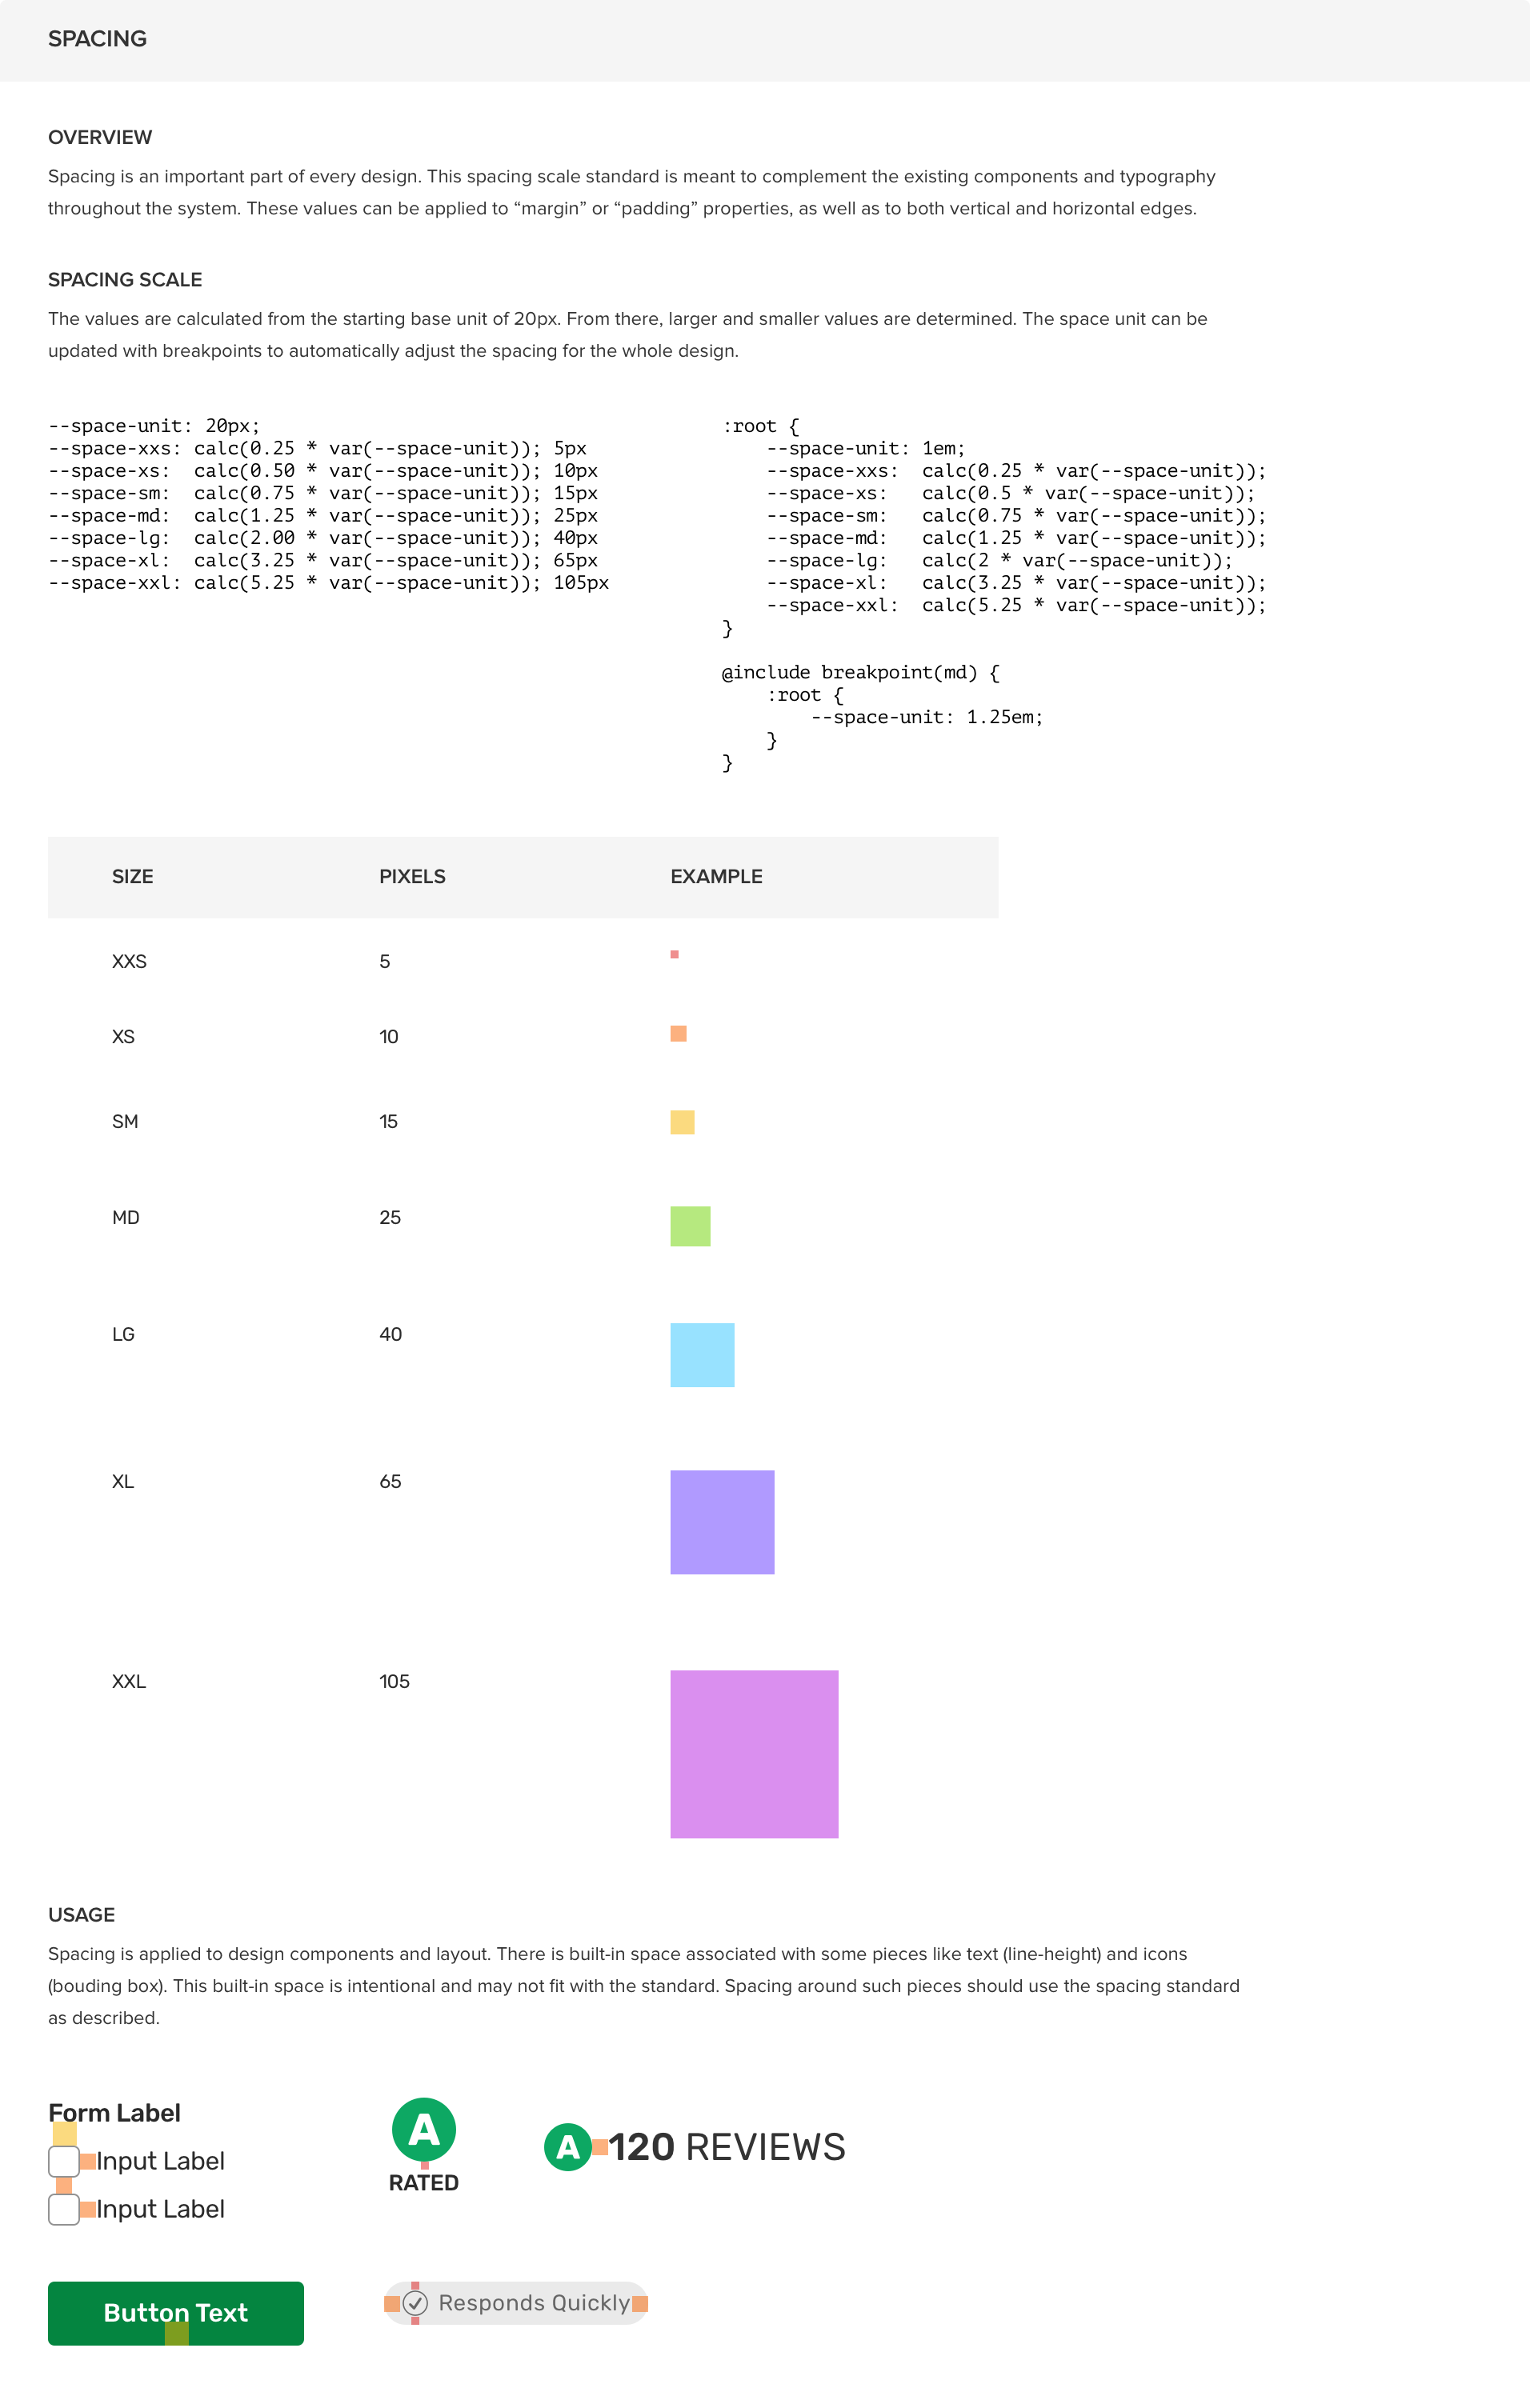 SPACING
OVERVIEW
Spacing is an important part of every design. This spacing scale standard is meant to complement the existing components and typography
throughout the system. These values can be applied to “margin” or “padding” properties, as well as to both vertical and horizontal edges.
SPACING SCALE
The values are calculated from the starting base unit of 20px. From there, larger and smaller values are determined. The space unit can be
updated with breakpoints to automatically adjust the spacing for the whole design.
--space-unit: 20px;
--space-xxs: calc(0.25 * var(--space-unit)); 5px
--space-xs:  calc(0.50 * var(--space-unit)); 10px
--space-sm:  calc(0.75 * var(--space-unit)); 15px
--space-md:  calc(1.25 * var(--space-unit)); 25px
--space-lg:  calc(2.00 * var(--space-unit)); 40px
--space-xl:  calc(3.25 * var(--space-unit)); 65px
--space-xxl: calc(5.25 * var(--space-unit)); 105px
:root {
    --space-unit: 1em;
    --space-xxs:  calc(0.25 * var(--space-unit));
    --space-xs:   calc(0.5 * var(--space-unit));
    --space-sm:   calc(0.75 * var(--space-unit));
    --space-md:   calc(1.25 * var(--space-unit));
    --space-lg:   calc(2 * var(--space-unit));
    --space-xl:   calc(3.25 * var(--space-unit));
    --space-xxl:  calc(5.25 * var(--space-unit));
}
@include breakpoint(md) {
    :root {
        --space-unit: 1.25em;
    }
}
SIZE PIXELS EXAMPLE
XXS 5
XS 10
SM 15
MD 25
LG 40
XL 65
XXL 105
USAGE
Spacing is applied to design components and layout. There is built-in space associated with some pieces like text (line-height) and icons
(bouding box). This built-in space is intentional and may not fit with the standard. Spacing around such pieces should use the spacing standard
as described.
Form Label
Input Label
Input Label
A
RATED
A 120 REVIEWS
Button Text
Responds Quickly